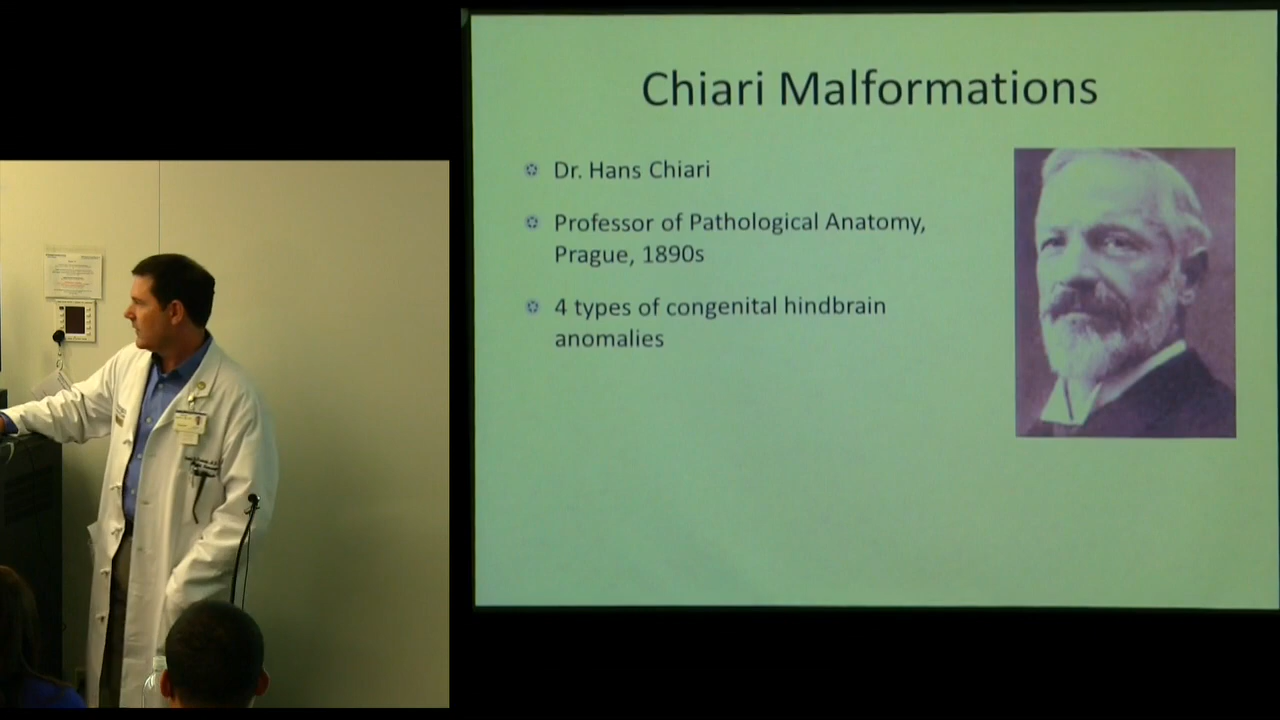 Chiari Malformations
Dr. Hans Chiari
Professor of Pathological Anatomy,
Prague, 1890s
4 types of congenital hindbrain
anomalies